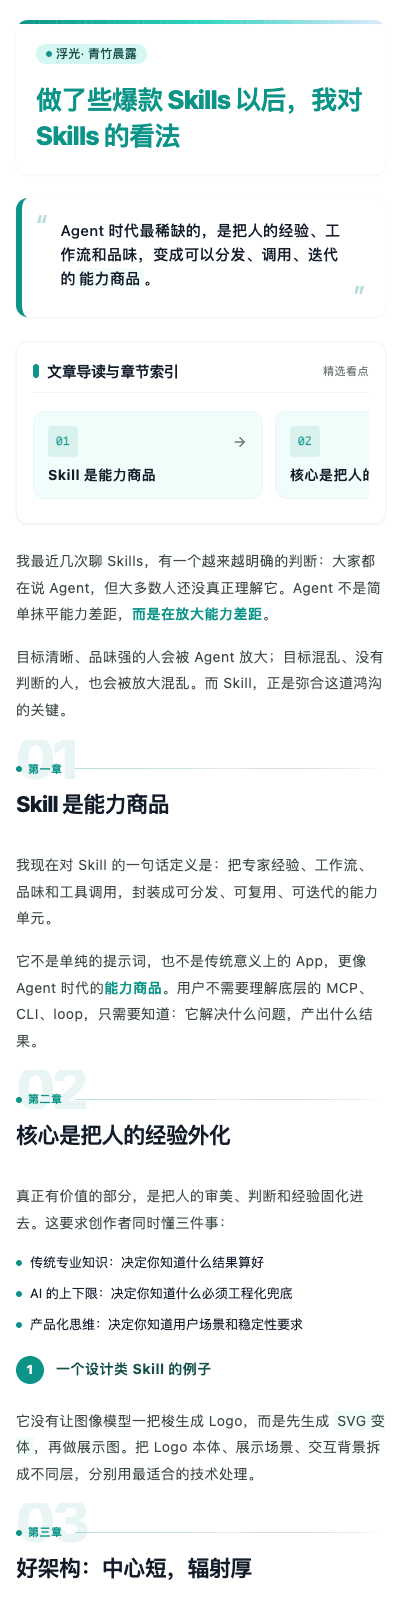 浮光·青竹晨露
做了些爆款 Skills 以后，我对
Skills 的看法
“
Agent 时代最稀缺的，是把人的经验、工
作流和品味，变成可以分发、调用、迭代
的 能力商品 。
”
文章导读与章节索引
精选看点
01
→
Skill 是能力商品
02
核心是把人的
我最近几次聊 Skills，有一个越来越明确的判断：大家都
在说 Agent，但大多数人还没真正理解它。Agent 不是简
单抹平能力差距，而是在放大能力差距。
目标清晰、品味强的人会被 Agent 放大；目标混乱、没有
判断的人，也会被放大混乱。而 Skill，正是弥合这道鸿沟
的关键。
01
第一章
Skill 是能力商品
我现在对 Skill 的一句话定义是：把专家经验、工作流、
品味和工具调用，封装成可分发、可复用、可迭代的能力
单元。
它不是单纯的提示词，也不是传统意义上的 App，更像
Agent 时代的能力商品。用户不需要理解底层的 MCP、
CLI、loop，只需要知道：它解决什么问题，产出什么结
果。
02
第二章
核心是把人的经验外化
真正有价值的部分，是把人的审美、判断和经验固化进
去。这要求创作者同时懂三件事：
传统专业知识：决定你知道什么结果算好
AI 的上下限：决定你知道什么必须工程化兜底
产品化思维：决定你知道用户场景和稳定性要求
1 一个设计类 Skill 的例子
它没有让图像模型一把梭生成 Logo，而是先生成 SVG 变
体 ，再做展示图。把 Logo 本体、展示场景、交互背景拆
成不同层，分别用最适合的技术处理。
03
第三章
好架构：中心短，辐射厚